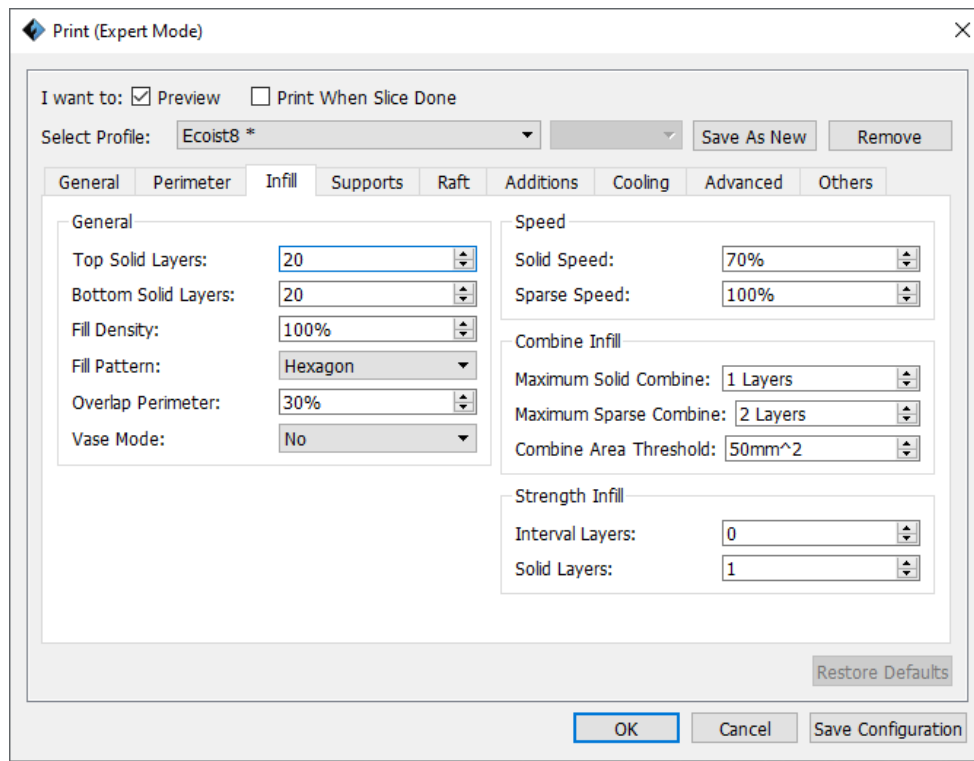 Print (Expert Mode)
I want to: Preview Print When Slice Done
Select Profile: Ecoist8 * Save As New Remove
General Perimeter Infill Supports Raft Additions Cooling Advanced Others
General
Top Solid Layers: 20
Bottom Solid Layers: 20
Fill Density: 100%
Fill Pattern: Hexagon
Overlap Perimeter: 30%
Vase Mode: No
Speed
Solid Speed: 70%
Sparse Speed: 100%
Combine Infill
Maximum Solid Combine: 1 Layers
Maximum Sparse Combine: 2 Layers
Combine Area Threshold: 50mm^2
Strength Infill
Interval Layers: 0
Solid Layers: 1
Restore Defaults
OK Cancel Save Configuration